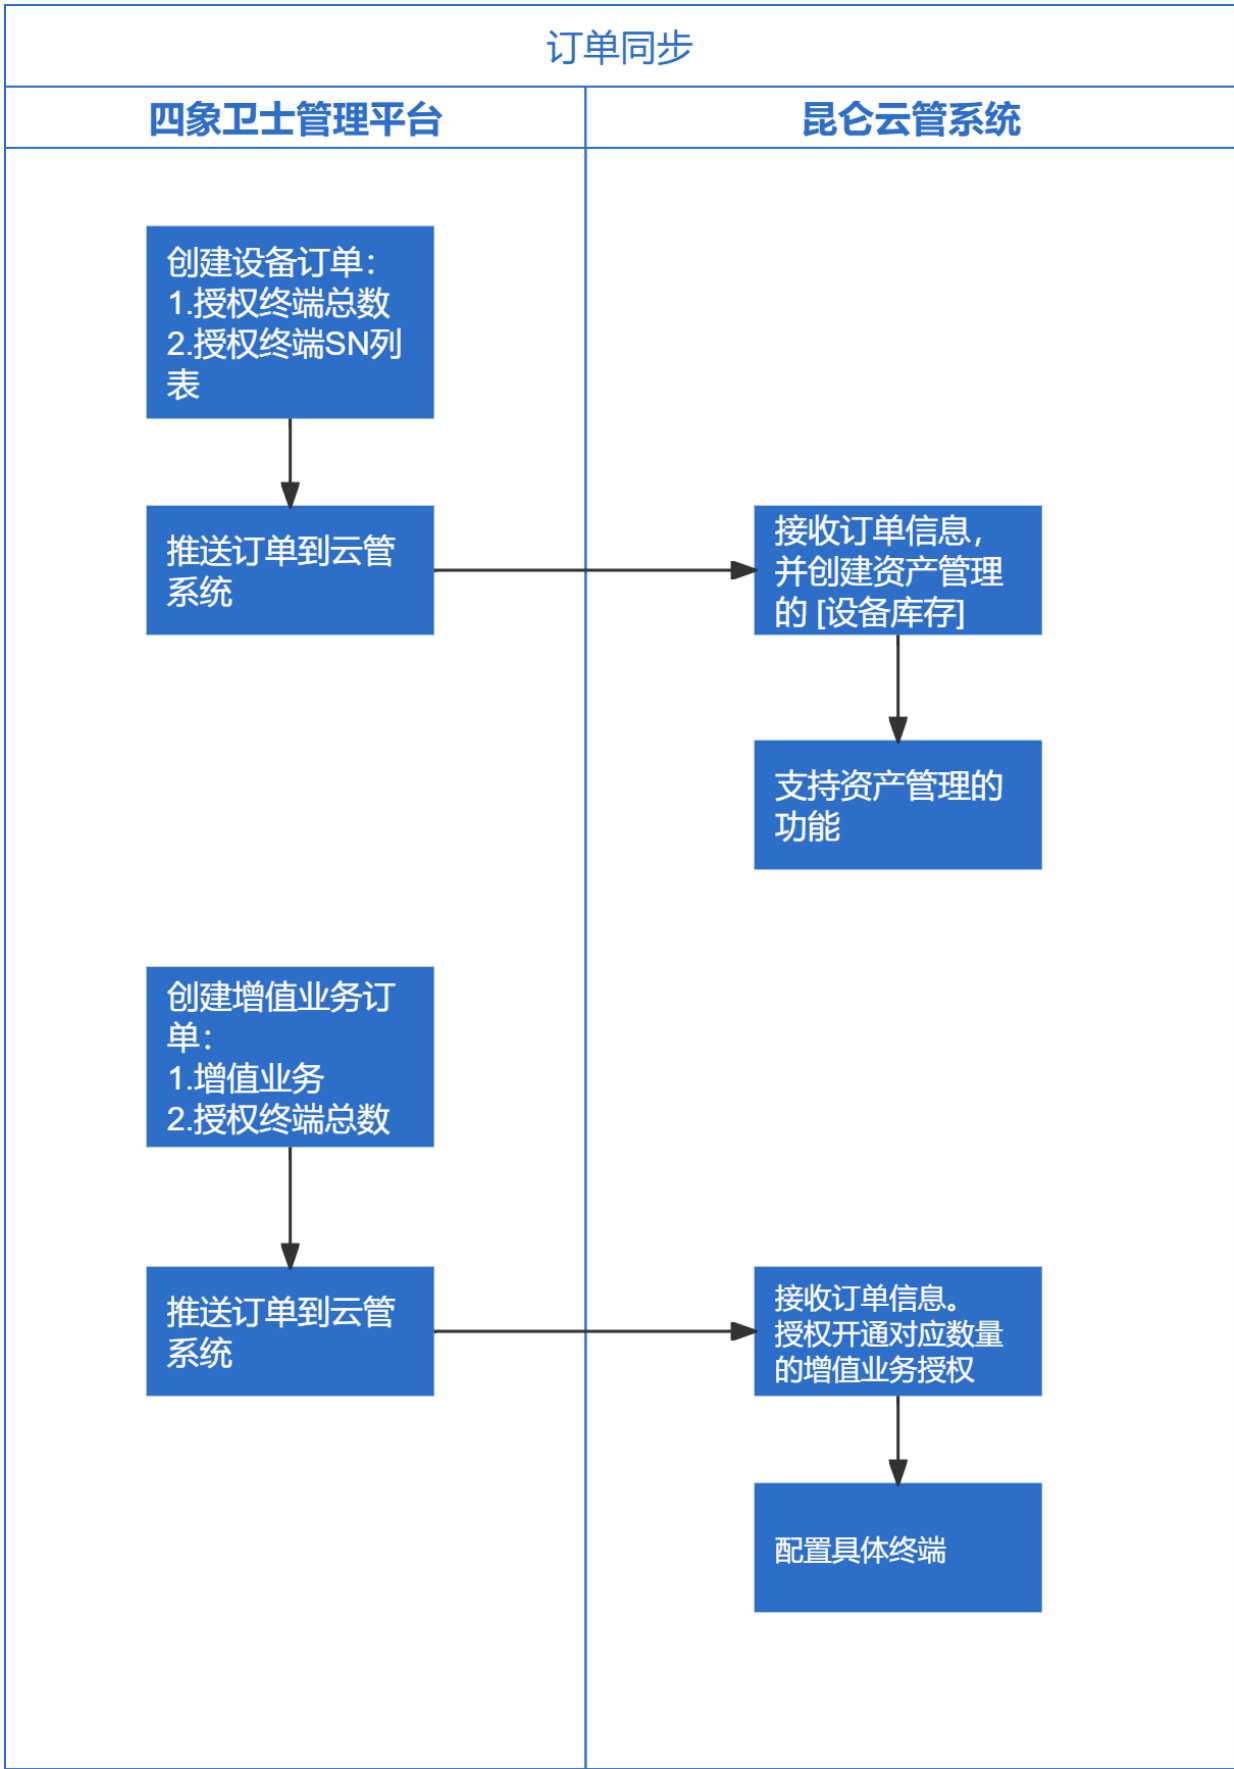 订单同步
四象卫士管理平台
昆仑云管系统
创建设备订单：
1.授权终端总数
2.授权终端SN列
表
推送订单到云管
系统
接收订单信息，
并创建资产管理
的 [设备库存]
支持资产管理的
功能
创建增值业务订
单：
1.增值业务
2.授权终端总数
推送订单到云管
系统
接收订单信息。
授权开通对应数量
的增值业务授权
配置具体终端